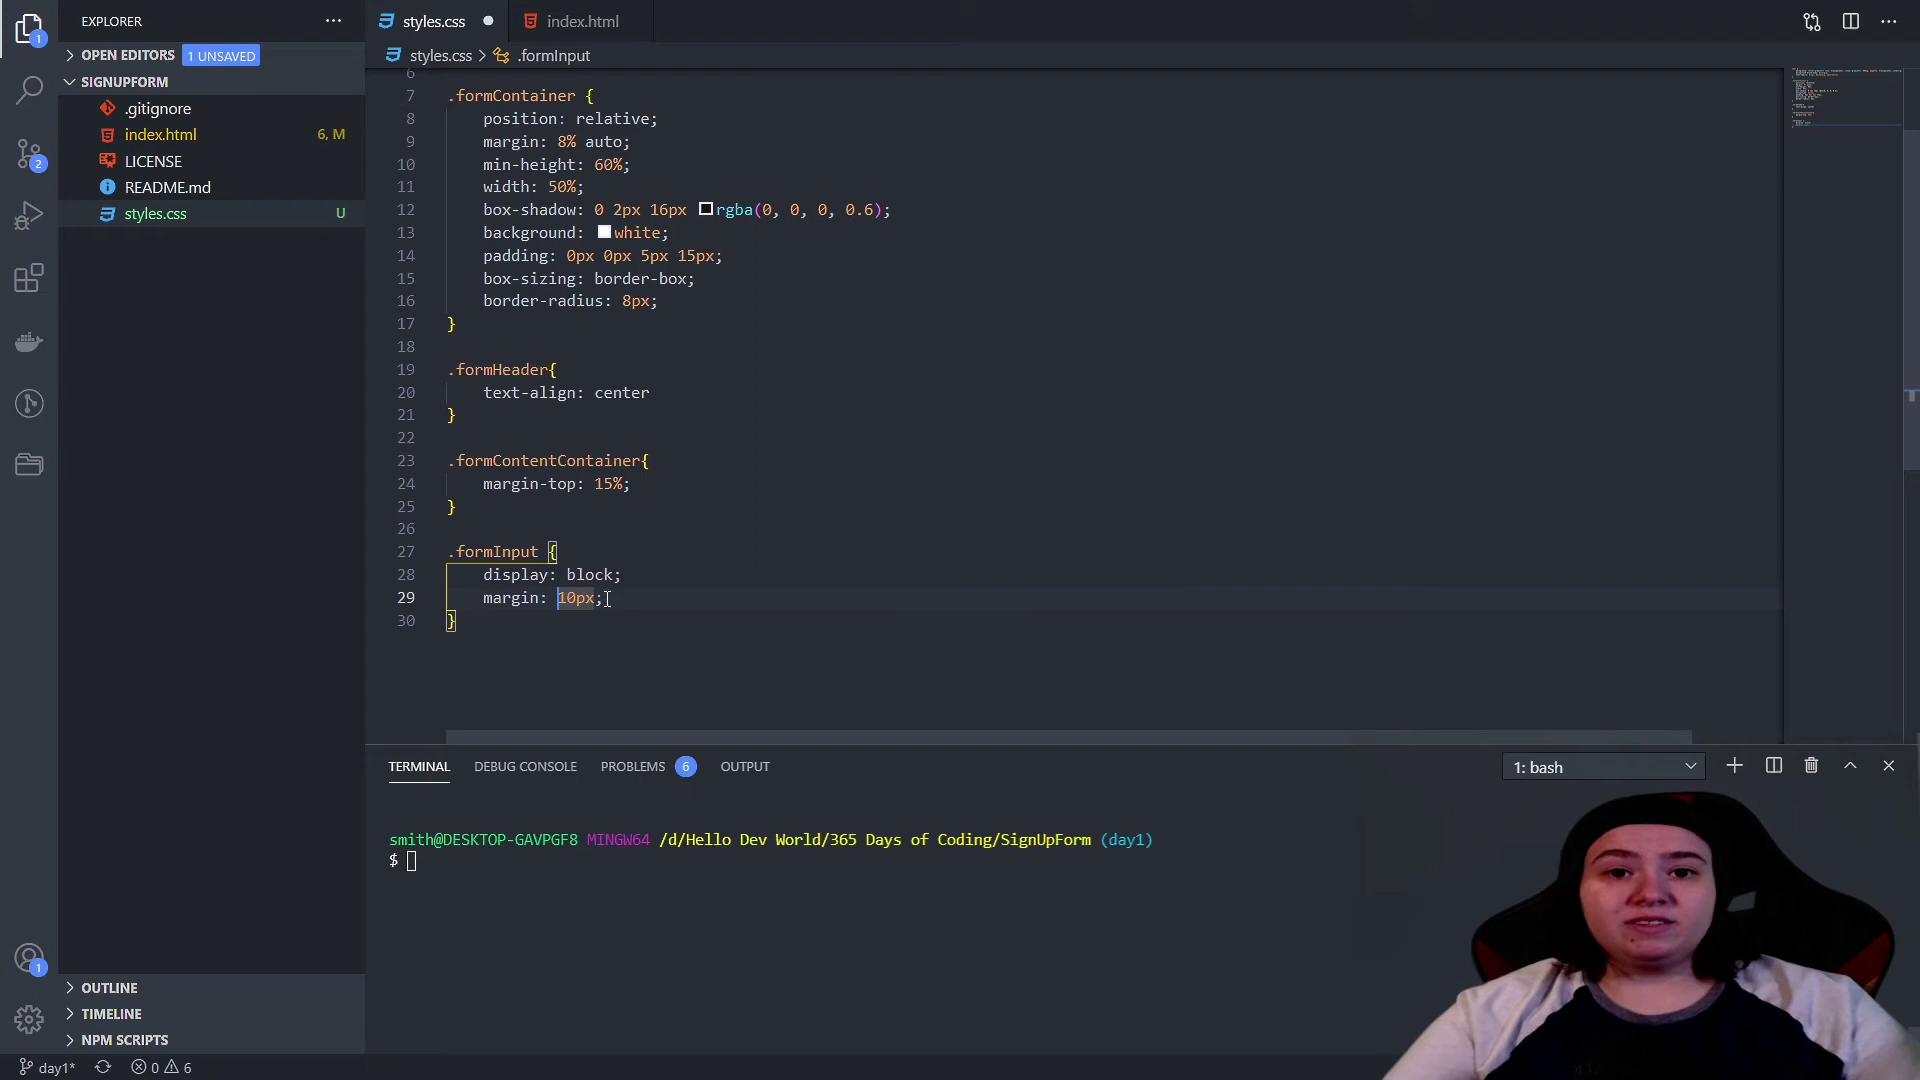 EXPLORER
styles.css
index.html
1
OPEN EDITORS 1 UNSAVED
styles.css > .formInput
SIGNUPFORM
.gitignore
index.html 6, M
LICENSE
README.md
styles.css U
2
6
7 .formContainer {
8 position: relative;
9 margin: 8% auto;
10 min-height: 60%;
11 width: 50%;
12 box-shadow: 0 2px 16px rgba(0, 0, 0, 0.6);
13 background: white;
14 padding: 0px 0px 5px 15px;
15 box-sizing: border-box;
16 border-radius: 8px;
17 }
18
19 .formHeader{
20 text-align: center
21 }
22
23 .formContentContainer{
24 margin-top: 15%;
25 }
26
27 .formInput {
28 display: block;
29 margin: 10px;
30 }
TERMINAL DEBUG CONSOLE PROBLEMS 6 OUTPUT 1: bash
smith@DESKTOP-GAVPGF8 MINGW64 /d/Hello Dev World/365 Days of Coding/SignUpForm (day1)
$
1
OUTLINE
TIMELINE
NPM SCRIPTS
day1* 0 6